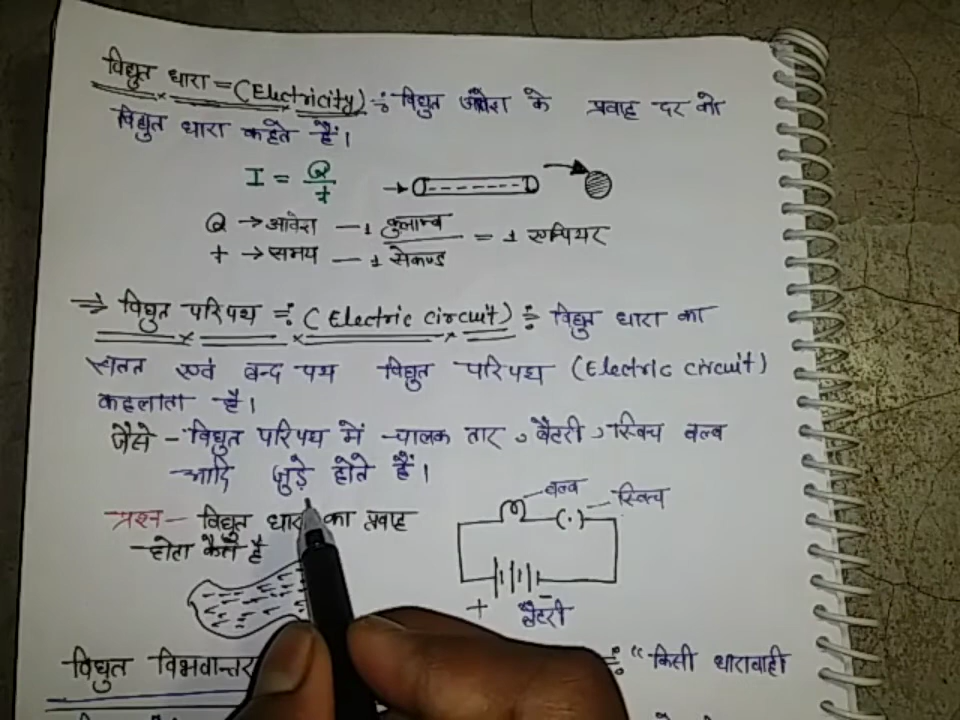 विद्युत धारा = (Electricity) ÷ विद्युत आवेश के प्रवाह दर को
विद्युत धारा कहते हैं।
I = Q/t
Q → आवेश — 1 कुलाम्ब
= 1 एम्पियर
t → समय — 1 सेकण्ड
⇒ विद्युत परिपथ ÷ (Electric circuit) ÷ विद्युत धारा का
सतत एवं बन्द पथ विद्युत परिपथ (Electric circuit)
कहलाता है।
जैसे - विद्युत परिपथ में चालक तार, बैटरी, स्विच बल्ब
आदि जुड़े होते हैं।
बल्ब
स्विच
प्रश्न - विद्युत धारा का प्रवाह
होता कैसे है
+ बैटरी -
विद्युत विभवान्तर ÷ “किसी धारावाही